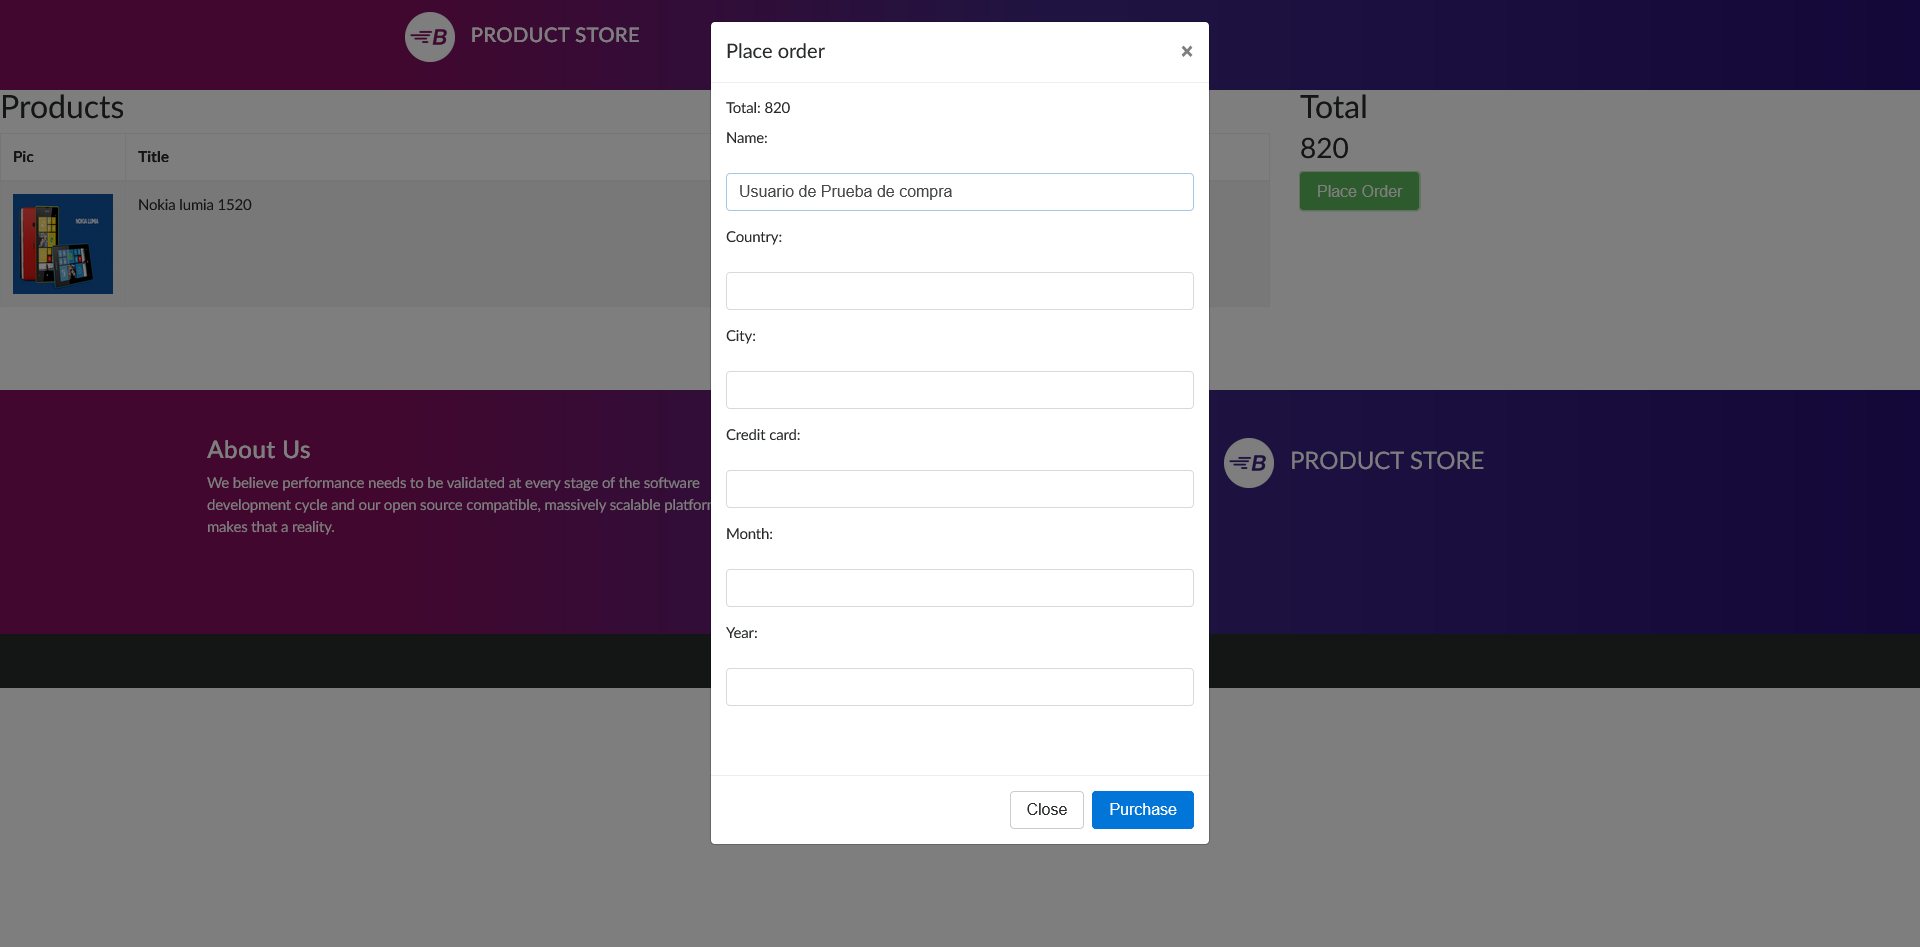 PRODUCT STORE
Products
Pic Title
NOKIA LUMIA
Nokia lumia 1520
Total
820
Place Order
Place order ×
Total: 820
Name:
Usuario de Prueba de compra
Country:
City:
Credit card:
Month:
Year:
Close Purchase
About Us
We believe performance needs to be validated at every stage of the software
development cycle and our open source compatible, massively scalable
makes that a reality.
B PRODUCT STORE